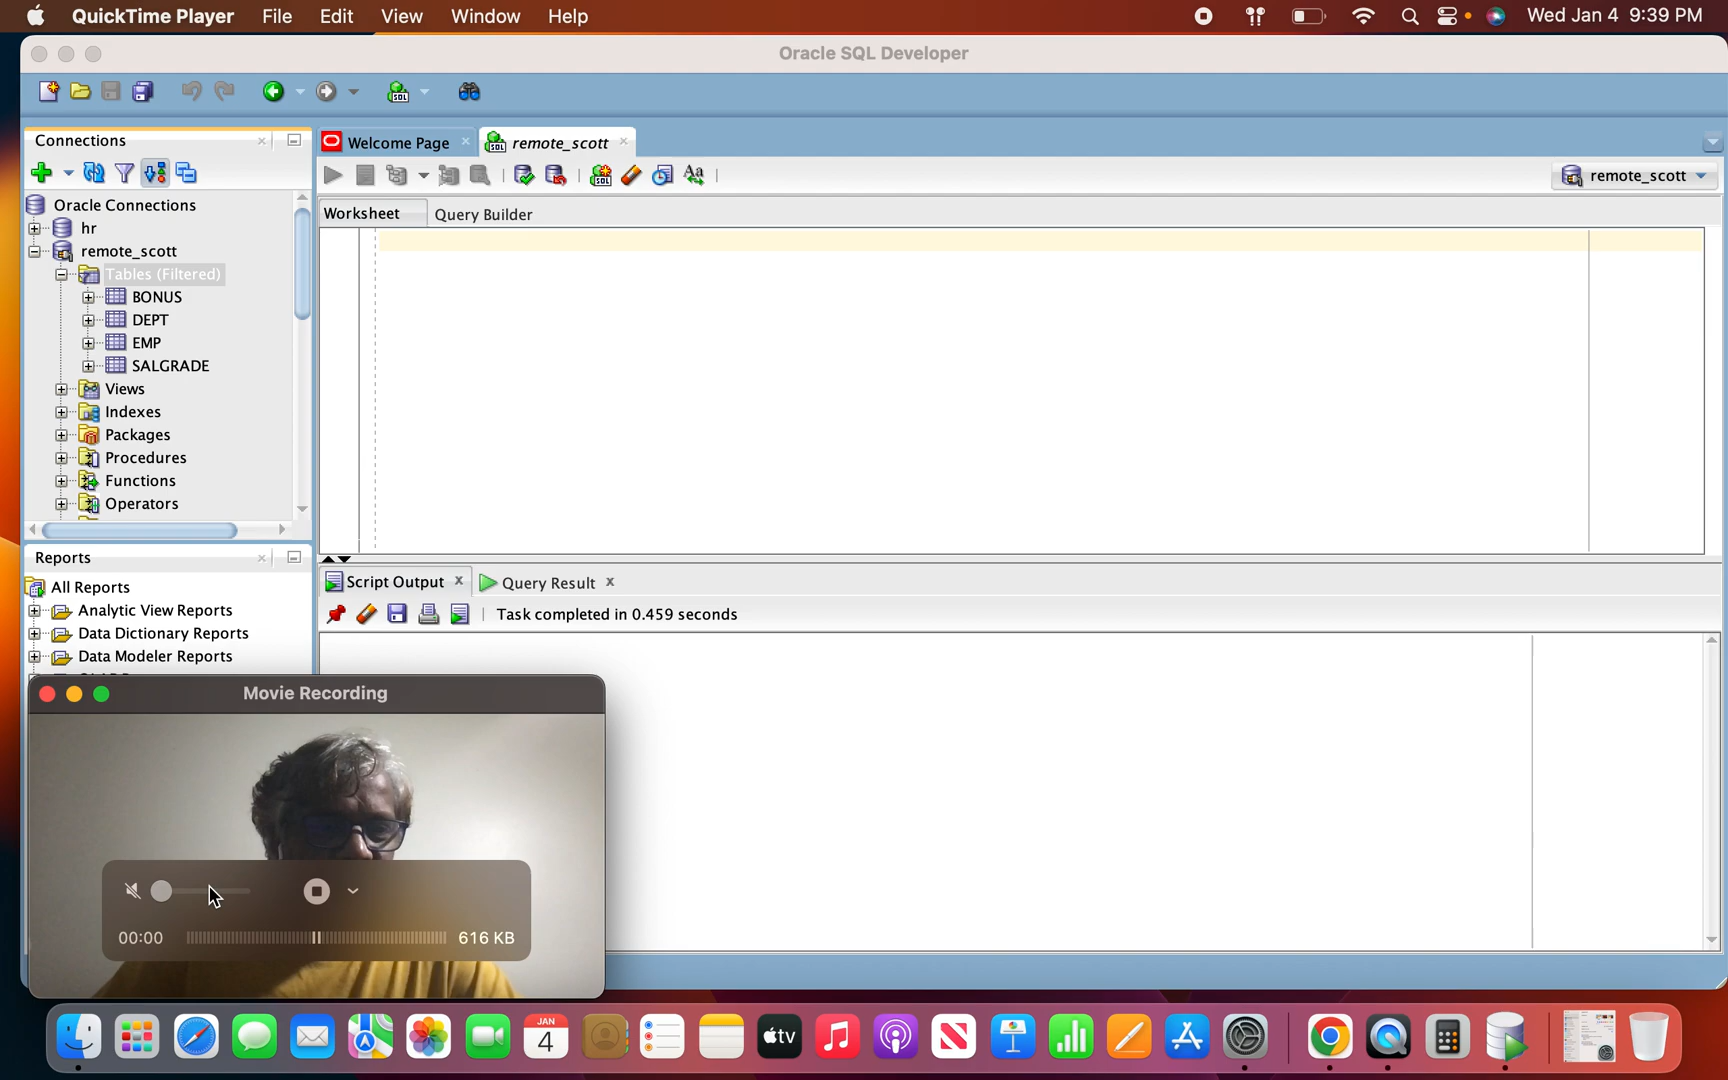 QuickTime Player File Edit View Window Help Wed Jan 4 9:39 PM
Oracle SQL Developer
Connections
Welcome Page
remote_scott
remote_scott
Worksheet
Query Builder
Oracle Connections
hr
remote_scott
Tables (Filtered)
BONUS
DEPT
EMP
SALGRADE
Views
Indexes
Packages
Procedures
Functions
Operators
Reports
All Reports
Analytic View Reports
Data Dictionary Reports
Data Modeler Reports
Script Output
Query Result
Task completed in 0.459 seconds
Movie Recording
00:00
616 KB
JAN
4
tv